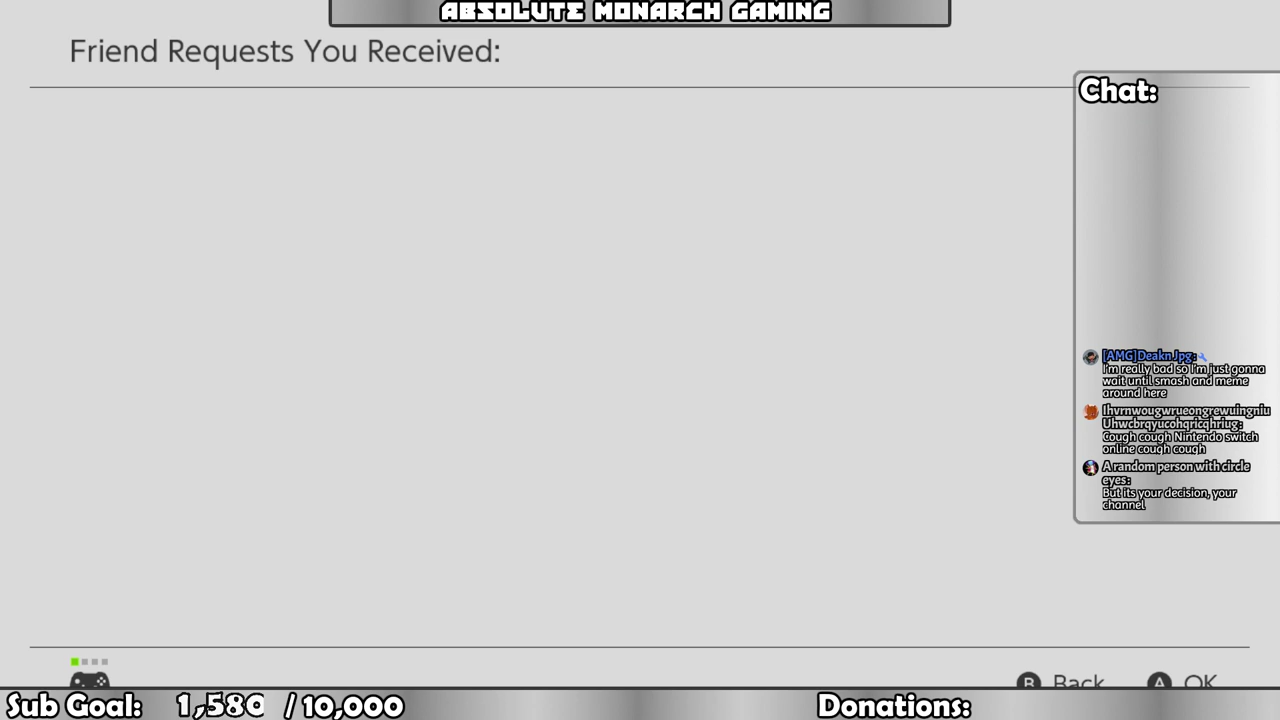 ABSOLUTE MONARCH GAMING
Friend Requests You Received:
Chat:
[AMG]Deakn Jpg:
I'm really bad so I'm just gonna
wait until smash and meme
around here
Ihvrnwougwrueongrewuingniu
Uhwcbrqyucohqricqhriug:
Cough cough Nintendo switch
online cough cough
A random person with circle
eyes:
But its your decision, your
channel
B Back A OK
Sub Goal: 1,580 / 10,000 Donations: